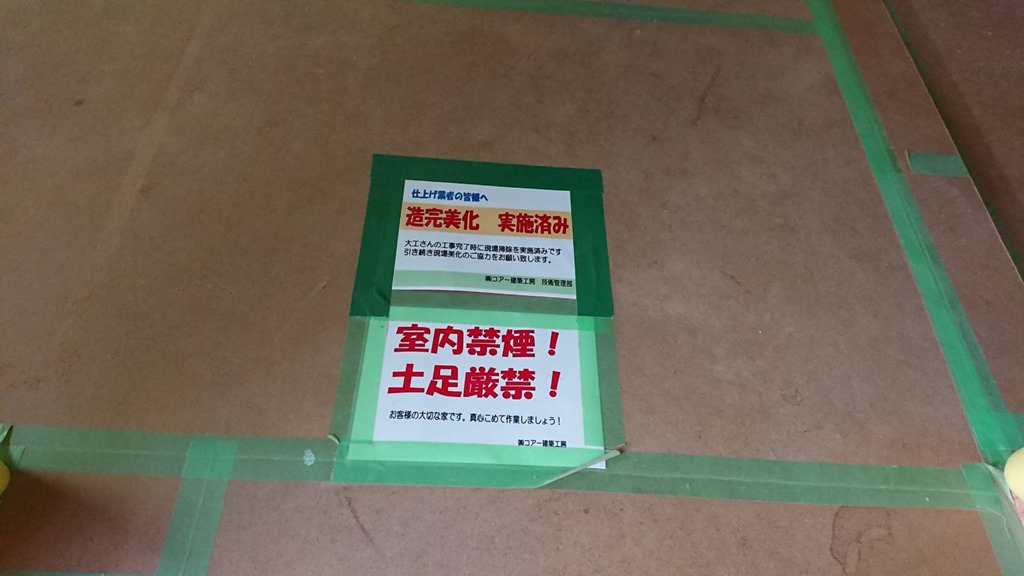 仕上げ業者の皆様へ
造完美化 実施済み
大工さんの工事完了時に現場掃除を実施済みです
引き続き現場美化のご協力をお願い致します。
㈱コアー建築工房 技術管理部
室内禁煙！
土足厳禁！
お客様の大切な家です。真心こめて作業しましょう！
㈱コアー建築工房